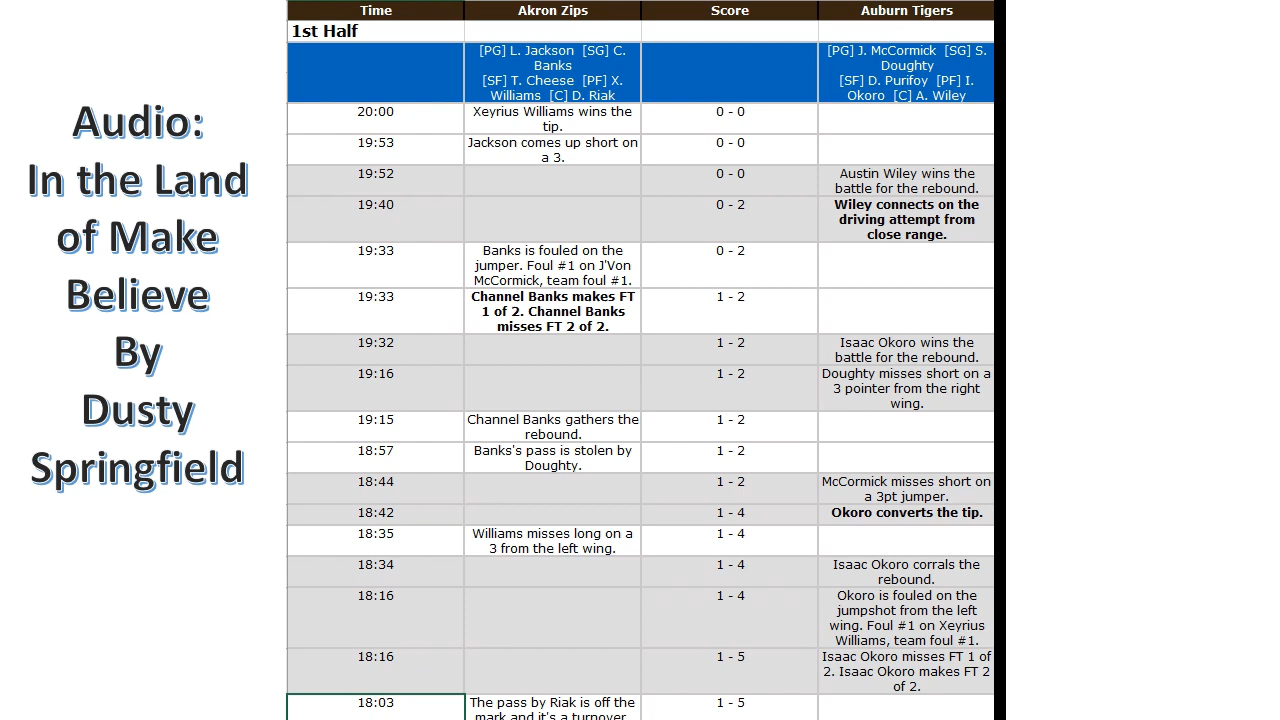 Audio:
In the Land
of Make
Believe
By
Dusty
Springfield
Time Akron Zips Score Auburn Tigers
1st Half
[PG] L. Jackson [SG] C.
Banks
[SF] T. Cheese [PF] X.
Williams [C] D. Riak
[PG] J. McCormick [SG] S.
Doughty
[SF] D. Purifoy [PF] I.
Okoro [C] A. Wiley
20:00 Xeyrius Williams wins the 0 - 0
tip.
19:53 Jackson comes up short on 0 - 0
a 3.
19:52 0 - 0 Austin Wiley wins the
battle for the rebound.
19:40 0 - 2 Wiley connects on the
driving attempt from
close range.
19:33 Banks is fouled on the 0 - 2
jumper. Foul #1 on J'Von
McCormick, team foul #1.
19:33 Channel Banks makes FT 1 - 2
1 of 2. Channel Banks
misses FT 2 of 2.
19:32 1 - 2 Isaac Okoro wins the
battle for the rebound.
19:16 1 - 2 Doughty misses short on a
3 pointer from the right
wing.
19:15 Channel Banks gathers the 1 - 2
rebound.
18:57 Banks's pass is stolen by 1 - 2
Doughty.
18:44 1 - 2 McCormick misses short on
a 3pt jumper.
18:42 1 - 4 Okoro converts the tip.
18:35 Williams misses long on a 1 - 4
3 from the left wing.
18:34 1 - 4 Isaac Okoro corrals the
rebound.
18:16 1 - 4 Okoro is fouled on the
jumpshot from the left
wing. Foul #1 on Xeyrius
Williams, team foul #1.
18:16 1 - 5 Isaac Okoro misses FT 1 of
2. Isaac Okoro makes FT 2
of 2.
18:03 The pass by Riak is off the 1 - 5
mark and it's a turnover.